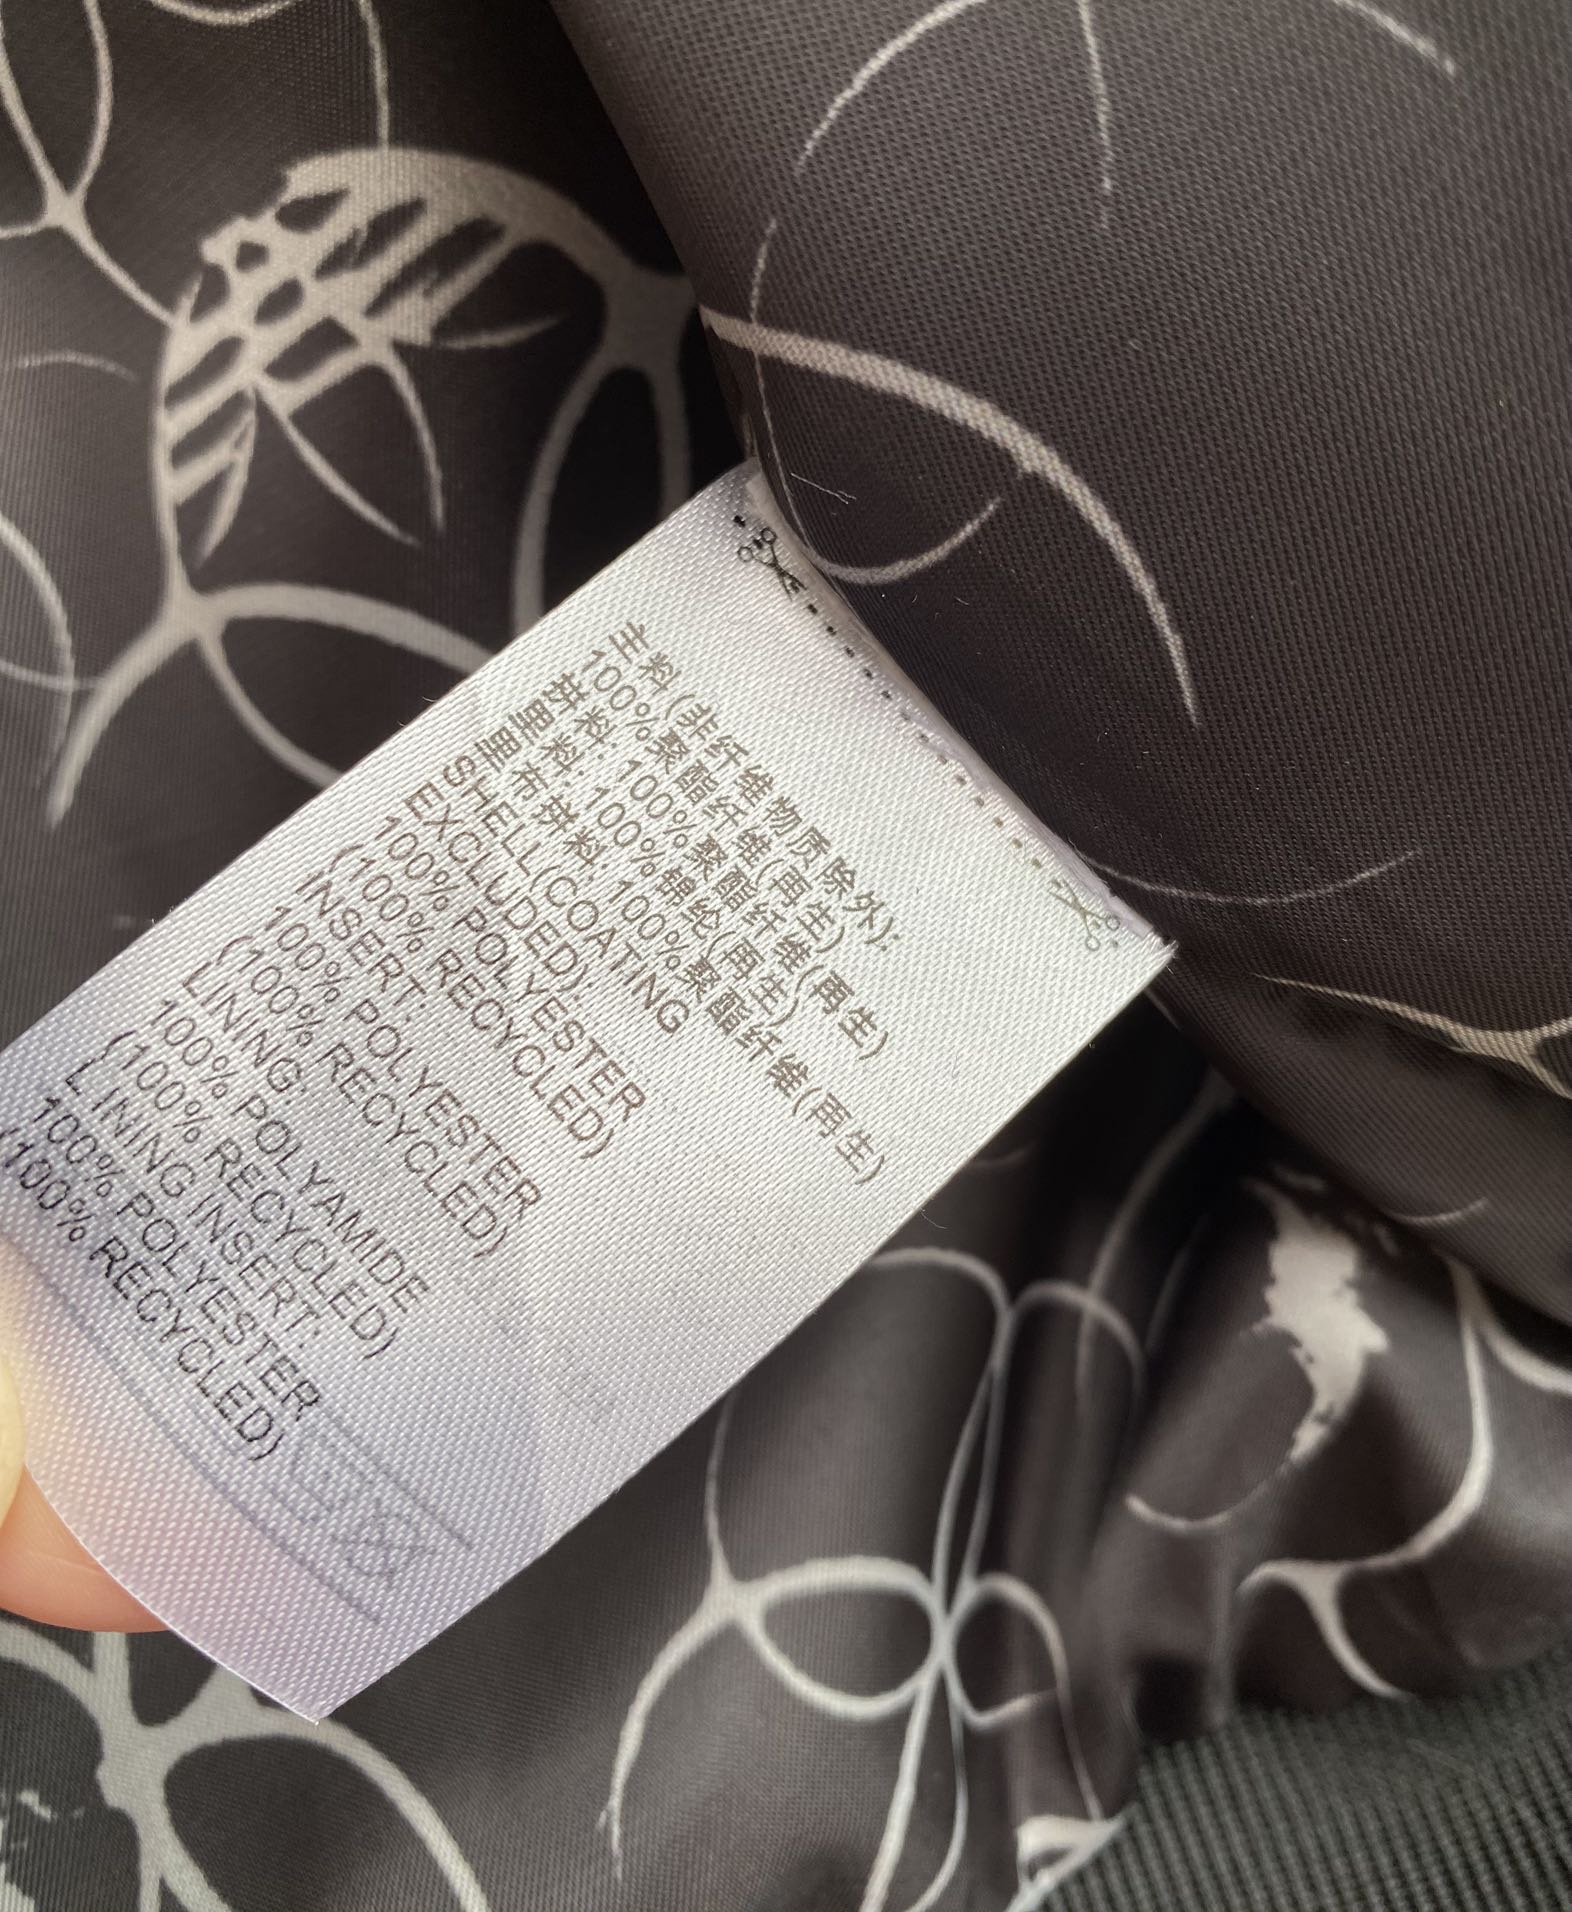 主料(非纤维物质除外):
100%聚酯纤维(再生)
拼料: 100%聚酯纤维(再生)
里料: 100%锦纶(再生)
里布拼料: 100%聚酯纤维(再生)
SHELL(COATING
EXCLUDED):
100% POLYESTER
(100% RECYCLED)
INSERT:
100% POLYESTER
(100% RECYCLED)
LINING:
100% POLYAMIDE
(100% RECYCLED)
LINING INSERT:
100% POLYESTER
(100% RECYCLED)